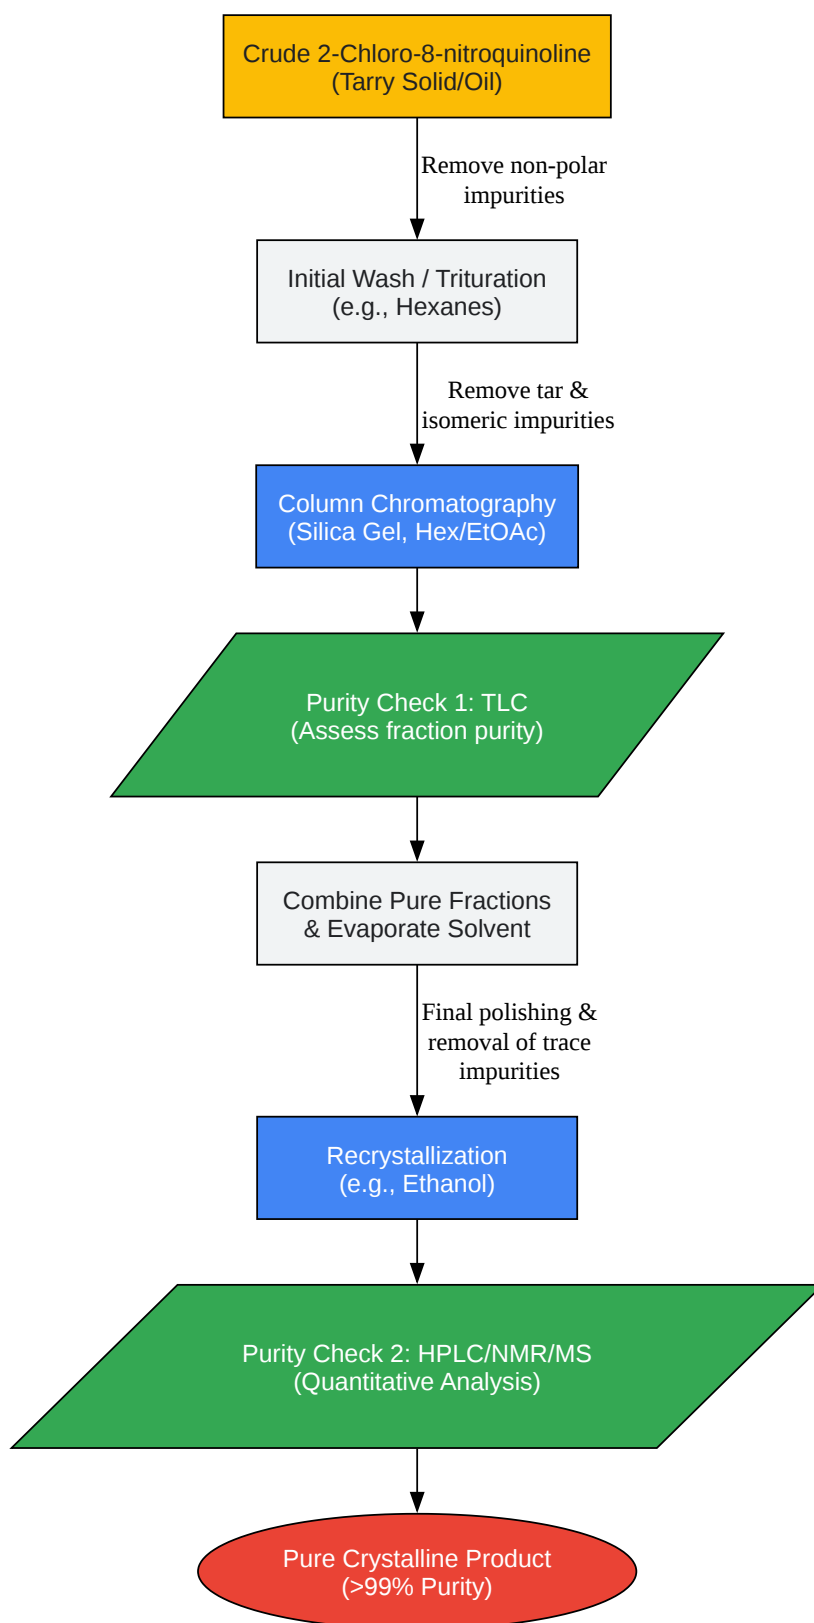 Crude 2-Chloro-8-nitroquinoline
(Tarry Solid/Oil)
Remove non-polar
impurities
Initial Wash / Trituration
(e.g., Hexanes)
Remove tar &
isomeric impurities
Column Chromatography
(Silica Gel, Hex/EtOAc)
Purity Check 1: TLC
(Assess fraction purity)
Combine Pure Fractions
& Evaporate Solvent
Final polishing &
removal of trace
impurities
Recrystallization
(e.g., Ethanol)
Purity Check 2: HPLC/NMR/MS
(Quantitative Analysis)
Pure Crystalline Product
(>99% Purity)